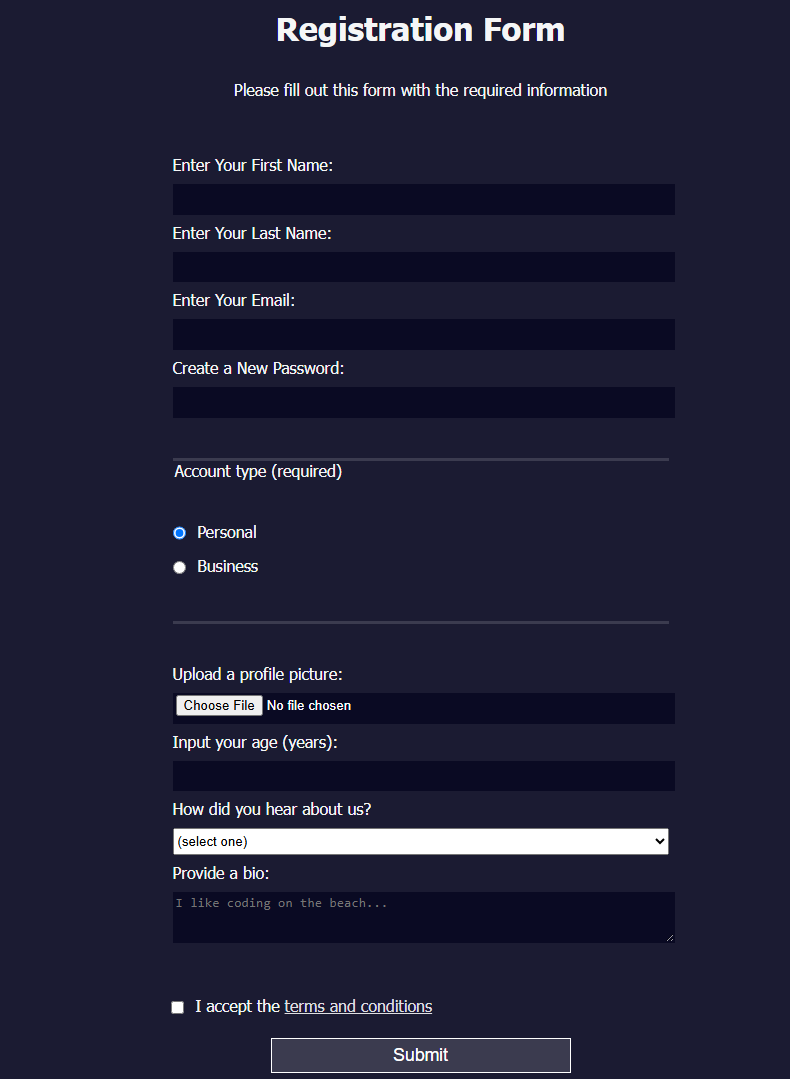 Registration Form
Please fill out this form with the required information
Enter Your First Name:
Enter Your Last Name:
Enter Your Email:
Create a New Password:
Account type (required)
Personal
Business
Upload a profile picture:
Choose File No file chosen
Input your age (years):
How did you hear about us?
(select one)
Provide a bio:
I like coding on the beach...
I accept the terms and conditions
Submit